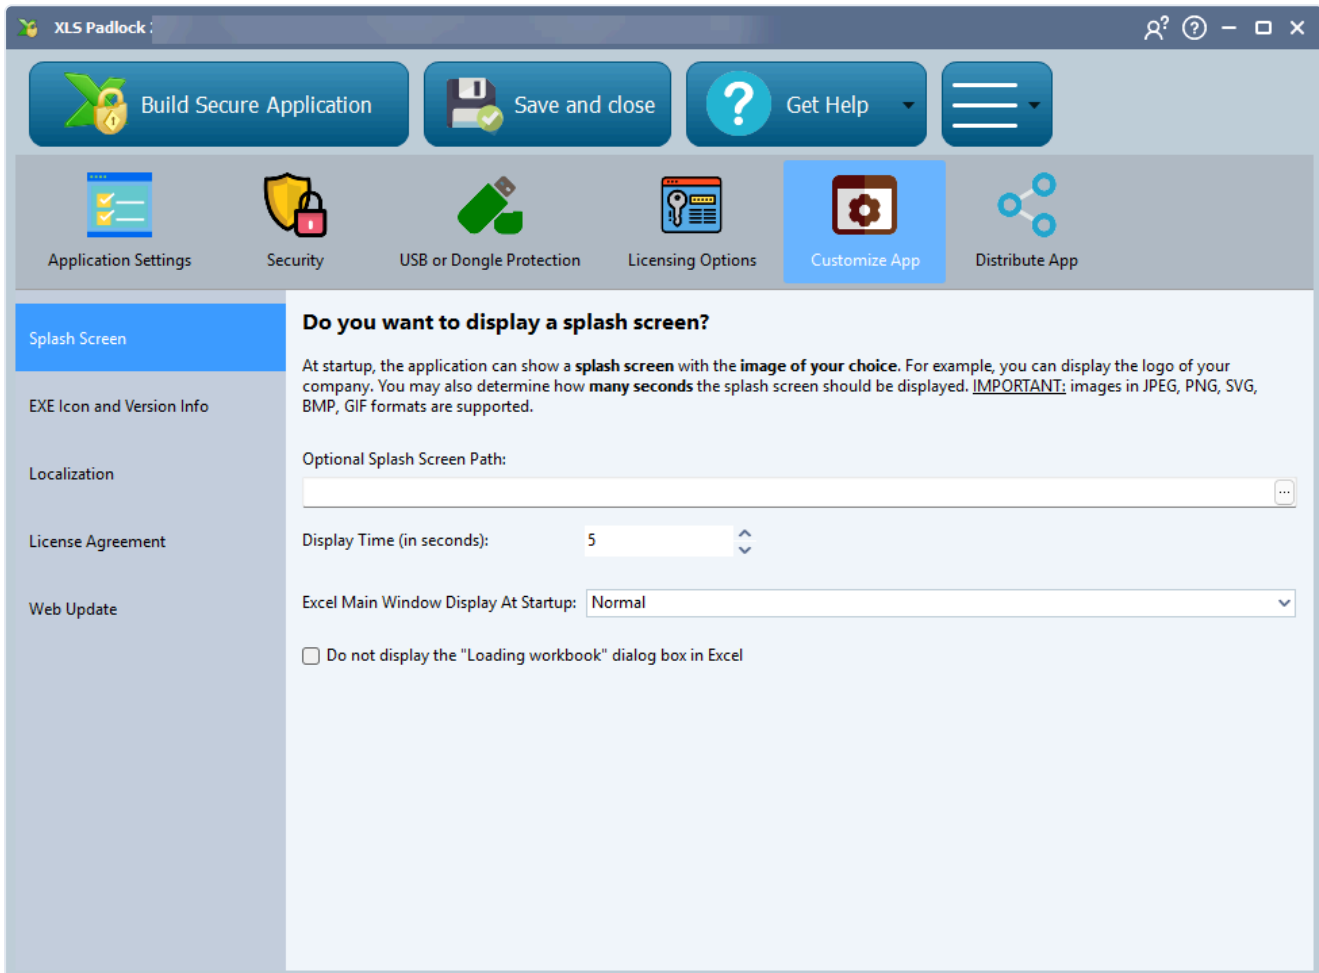 XLS Padlock
Build Secure Application
Save and close
Get Help
Application Settings
Security
USB or Dongle Protection
Licensing Options
Customize App
Distribute App
Splash Screen
EXE Icon and Version Info
Localization
License Agreement
Web Update
Do you want to display a splash screen?
At startup, the application can show a splash screen with the image of your choice. For example, you can display the logo of your
company. You may also determine how many seconds the splash screen should be displayed. IMPORTANT: images in JPEG, PNG, SVG,
BMP, GIF formats are supported.
Optional Splash Screen Path:
...
Display Time (in seconds): 5
Excel Main Window Display At Startup: Normal
Do not display the "Loading workbook" dialog box in Excel